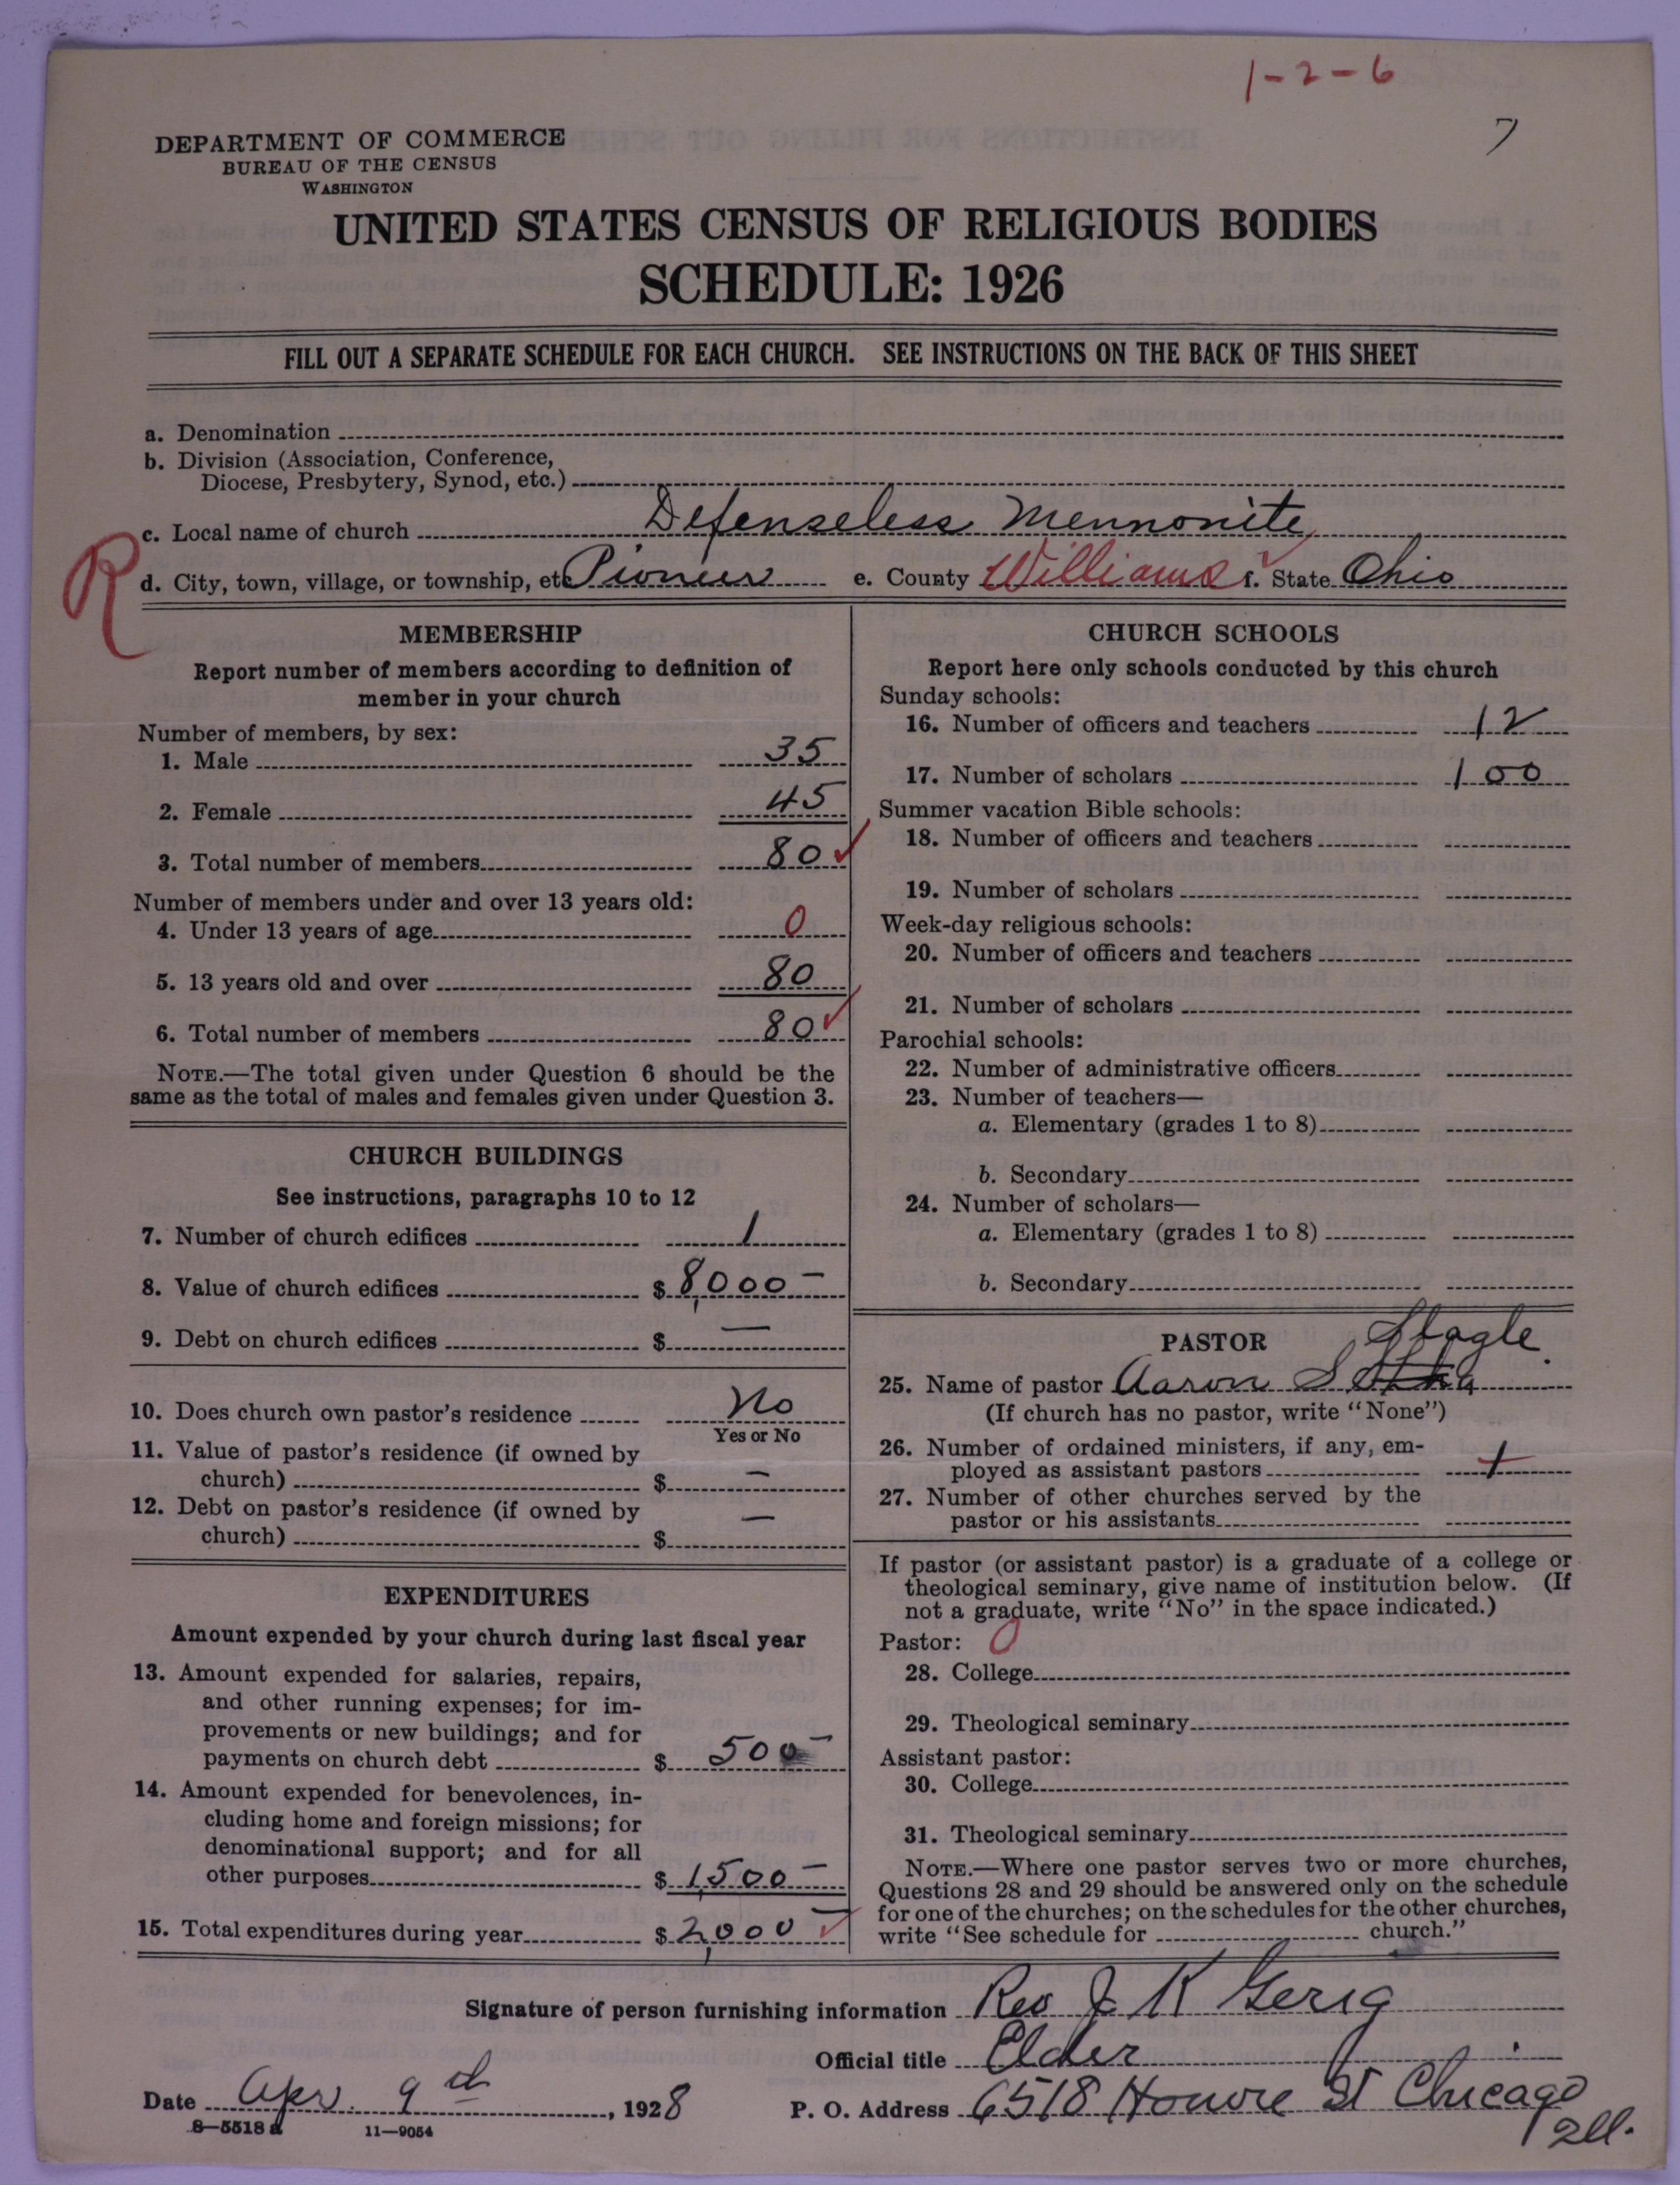 1-2-6
7
DEPARTMENT OF COMMERCE
BUREAU OF THE CENSUS
WASHINGTON
UNITED STATES CENSUS OF RELIGIOUS BODIES
SCHEDULE: 1926
FILL OUT A SEPARATE SCHEDULE FOR EACH CHURCH. SEE INSTRUCTIONS ON THE BACK OF THIS SHEET
a. Denomination
b. Division (Association, Conference,
Diocese, Presbytery, Synod, etc.)
c. Local name of church Defenseless Mennonite
R
d. City, town, village, or township, etc Pioneer e. County Williams f. State Ohio
MEMBERSHIP
Report number of members according to definition of
member in your church
Number of members, by sex:
1. Male 35
2. Female 45
3. Total number of members 80 ✓
Number of members under and over 13 years old:
4. Under 13 years of age 0
5. 13 years old and over 80
6. Total number of members 80 ✓
NOTE.—The total given under Question 6 should be the
same as the total of males and females given under Question 3.
CHURCH BUILDINGS
See instructions, paragraphs 10 to 12
7. Number of church edifices 1
8. Value of church edifices $ 8,000 —
9. Debt on church edifices $ —
10. Does church own pastor's residence No
Yes or No
11. Value of pastor's residence (if owned by
church) $ —
12. Debt on pastor's residence (if owned by
church) $ —
EXPENDITURES
Amount expended by your church during last fiscal year
13. Amount expended for salaries, repairs,
and other running expenses; for im-
provements or new buildings; and for
payments on church debt $ 500 —
14. Amount expended for benevolences, in-
cluding home and foreign missions; for
denominational support; and for all
other purposes $ 1,500 —
15. Total expenditures during year $ 2,000 — ✓
CHURCH SCHOOLS
Report here only schools conducted by this church
Sunday schools:
16. Number of officers and teachers 12
17. Number of scholars 100
Summer vacation Bible schools:
18. Number of officers and teachers
19. Number of scholars
Week-day religious schools:
20. Number of officers and teachers
21. Number of scholars
Parochial schools:
22. Number of administrative officers
23. Number of teachers—
a. Elementary (grades 1 to 8)
b. Secondary
24. Number of scholars—
a. Elementary (grades 1 to 8)
b. Secondary
PASTOR Slagle
25. Name of pastor Aaron
(If church has no pastor, write "None")
26. Number of ordained ministers, if any, em-
ployed as assistant pastors 1
27. Number of other churches served by the
pastor or his assistants
If pastor (or assistant pastor) is a graduate of a college or
theological seminary, give name of institution below. (If
not a graduate, write "No" in the space indicated.)
Pastor: 0
28. College
29. Theological seminary
Assistant pastor:
30. College
31. Theological seminary
NOTE.—Where one pastor serves two or more churches,
Questions 28 and 29 should be answered only on the schedule
for one of the churches; on the schedules for the other churches,
write "See schedule for church."
Signature of person furnishing information Rev J K Gerig
Official title Elder
Date Apr. 9th, 1928 P. O. Address 6518 Honore St Chicago
Ill.
8—5518 a 11—9054